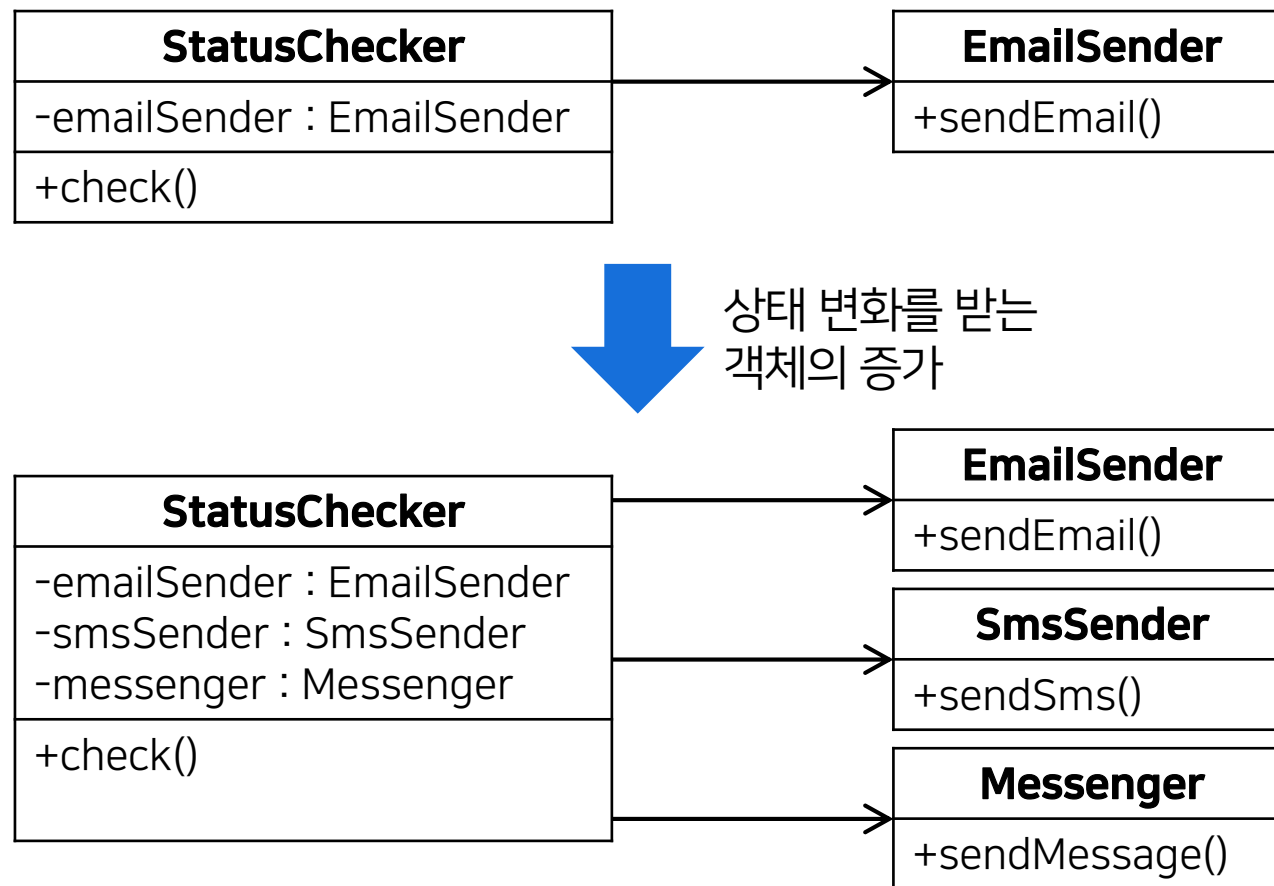 StatusChecker
-emailSender : EmailSender
+check()
EmailSender
+sendEmail()
상태 변화를 받는
객체의 증가
StatusChecker
-emailSender : EmailSender
-smsSender : SmsSender
-messenger : Messenger
+check()
EmailSender
+sendEmail()
SmsSender
+sendSms()
Messenger
+sendMessage()